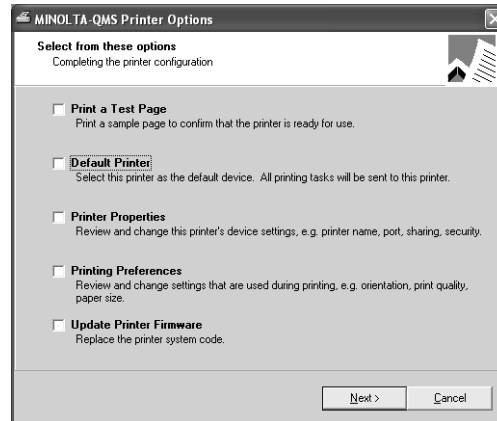 MINOLTA-QMS Printer Options
Select from these options
Completing the printer configuration
Print a Test Page
Print a sample page to confirm that the printer is ready for use.
Default Printer
Select this printer as the default device. All printing tasks will be sent to this printer.
Printer Properties
Review and change this printer's device settings, e.g. printer name, port, sharing, security.
Printing Preferences
Review and change settings that are used during printing, e.g. orientation, print quality,
paper size.
Update Printer Firmware
Replace the printer system code.
Next >
Cancel